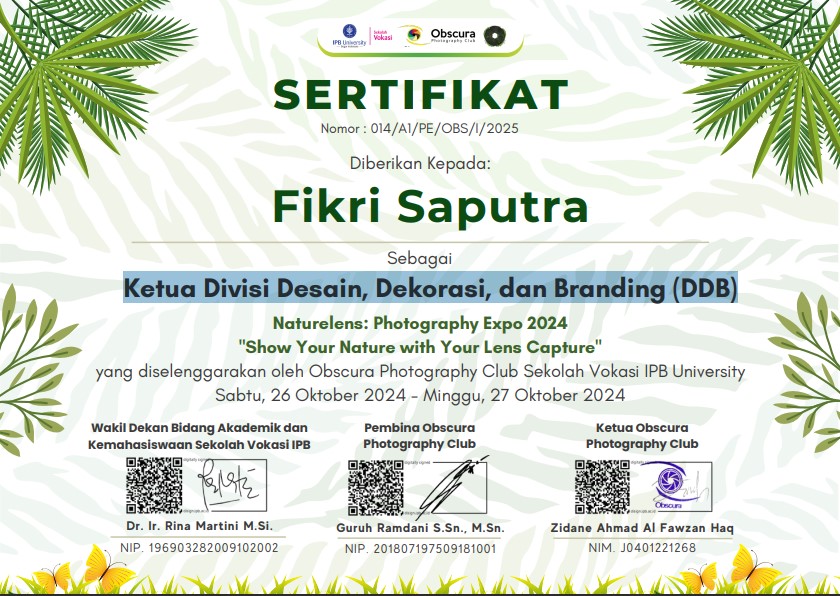 IPB University
Sekolah
Vokasi
Obscura
Photography Club
SERTIFIKAT
Nomor : 014/A1/PE/OBS/I/2025
Diberikan Kepada:
Fikri Saputra
Sebagai
Ketua Divisi Desain, Dekorasi, dan Branding (DDB)
Naturelens: Photography Expo 2024
"Show Your Nature with Your Lens Capture"
yang diselenggarakan oleh Obscura Photography Club Sekolah Vokasi IPB University
Sabtu, 26 Oktober 2024 - Minggu, 27 Oktober 2024
Wakil Dekan Bidang Akademik dan
Kemahasiswaan Sekolah Vokasi IPB
Dr. Ir. Rina Martini M.Si.
NIP. 196903282009102002
Pembina Obscura
Photography Club
Guruh Ramdani S.Sn., M.Sn.
NIP. 201807197509181001
Ketua Obscura
Photography Club
Obscura
Zidane Ahmad Al Fawzan Haq
NIM. J0401221268